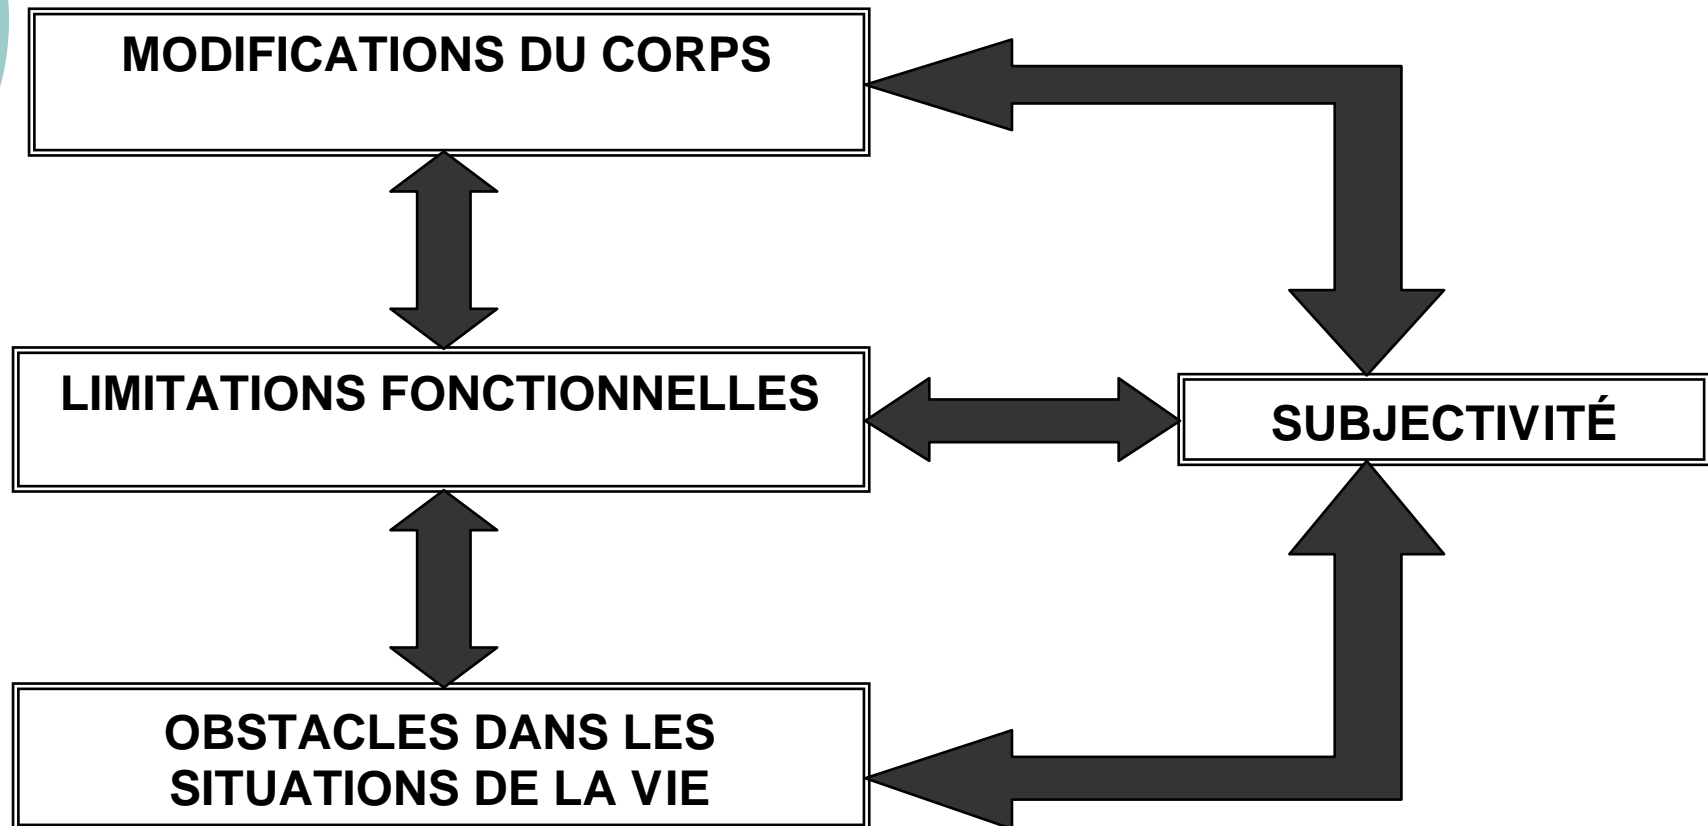 MODIFICATIONS DU CORPS
LIMITATIONS FONCTIONNELLES
SUBJECTIVITÉ
OBSTACLES DANS LES
SITUATIONS DE LA VIE